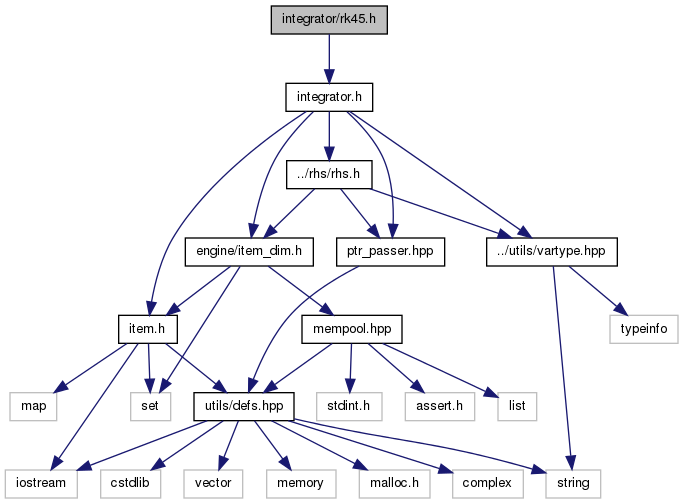 integrator/rk45.h
integrator.h
../rhs/rhs.h
engine/item_dim.h
ptr_passer.hpp
../utils/vartype.hpp
item.h
mempool.hpp
typeinfo
map
set
utils/defs.hpp
stdint.h
assert.h
list
iostream
cstdlib
vector
memory
malloc.h
complex
string